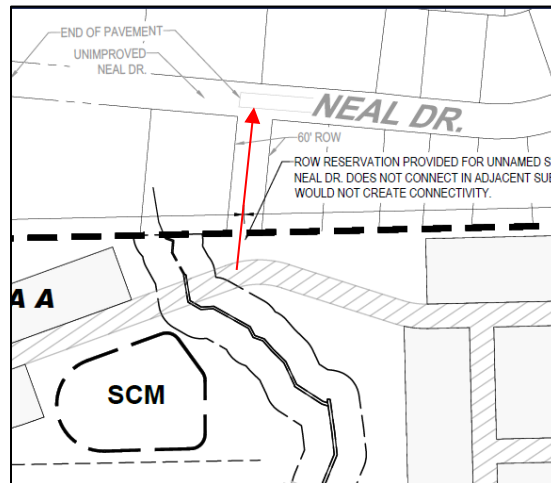 END OF PAVEMENT
UNIMPROVED
NEAL DR.
NEAL DR.
60' ROW
ROW RESERVATION PROVIDED FOR UNNAMED S
NEAL DR. DOES NOT CONNECT IN ADJACENT SUB
WOULD NOT CREATE CONNECTIVITY.
A A
SCM